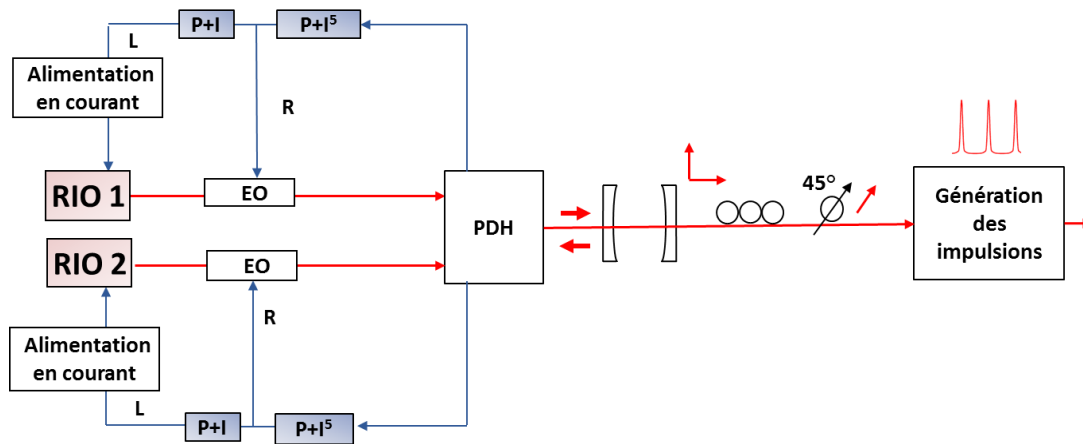 P+I
P+I⁵
L
Alimentation
en courant
R
RIO 1
EO
PDH
45°
Génération
des
impulsions
RIO 2
EO
R
Alimentation
en courant
L
P+I
P+I⁵